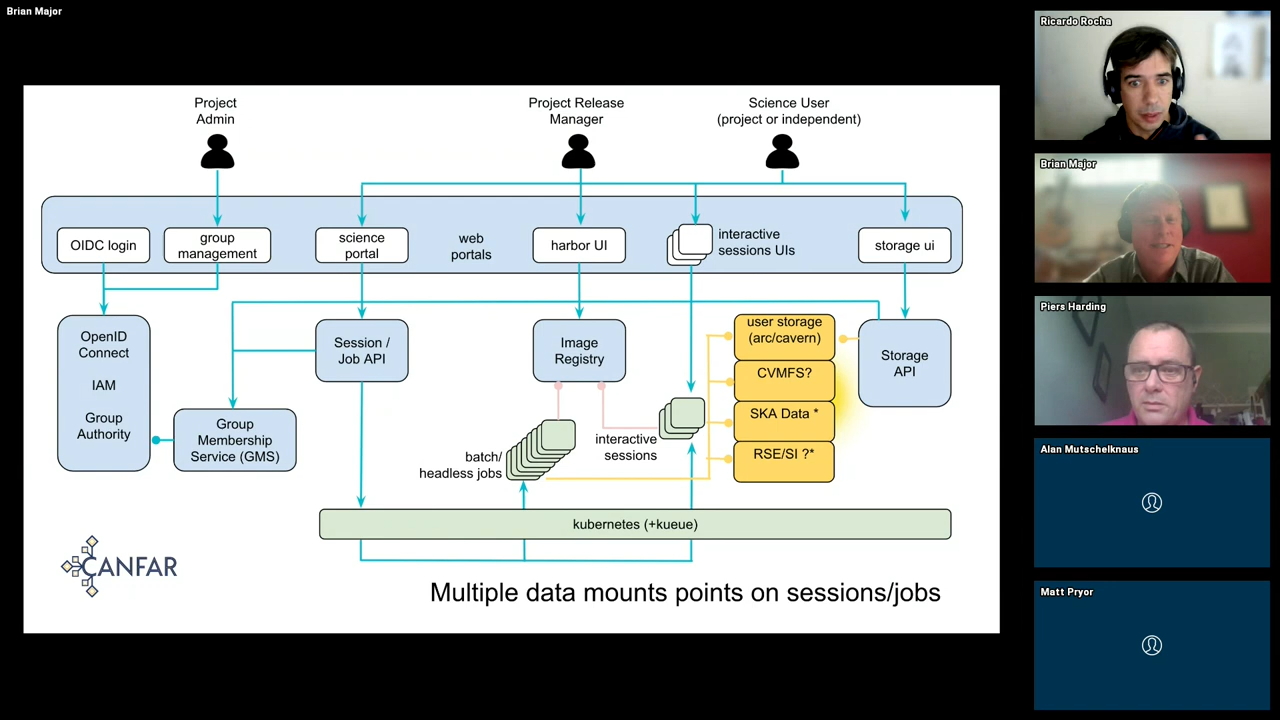 Brian Major
Project
Admin
Project Release
Manager
Science User
(project or independent)
OIDC login
group
management
science
portal
web
portals
harbor UI
interactive
sessions UIs
storage ui
OpenID
Connect
IAM
Group
Authority
Group
Membership
Service (GMS)
Session /
Job API
Image
Registry
user storage
(arc/cavern)
CVMFS?
SKA Data *
RSE/SI ?*
Storage
API
interactive
sessions
batch/
headless jobs
kubernetes (+kueue)
CANFAR
Multiple data mounts points on sessions/jobs
Ricardo Rocha
Brian Major
Piers Harding
Alan Mutschelknaus
Matt Pryor